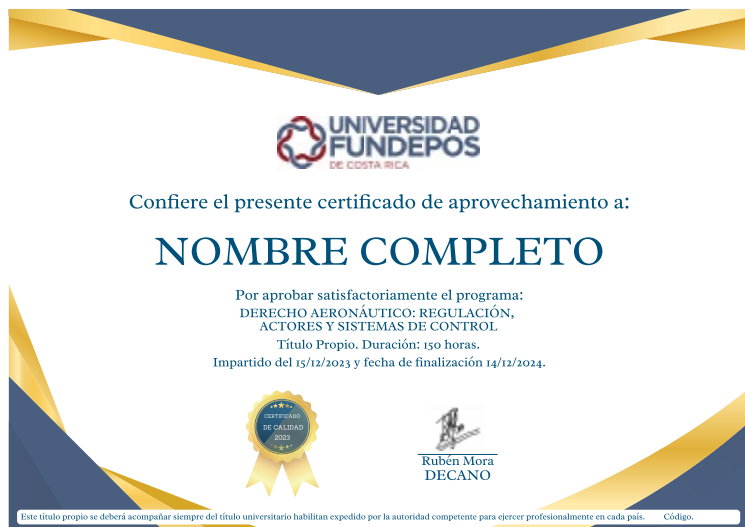 UNIVERSIDAD
FUNDEPOS
DE COSTA RICA
Confiere el presente certificado de aprovechamiento a:
NOMBRE COMPLETO
Por aprobar satisfactoriamente el programa:
DERECHO AERONÁUTICO: REGULACIÓN,
ACTORES Y SISTEMAS DE CONTROL
Título Propio. Duración: 150 horas.
Impartido del 15/12/2023 y fecha de finalización 14/12/2024.
CERTIFICADO
DE CALIDAD
2023
Rubén Mora
DECANO
Este título propio se deberá acompañar siempre del título universitario habilitan expedido por la autoridad competente para ejercer profesionalmente en cada país. Código.